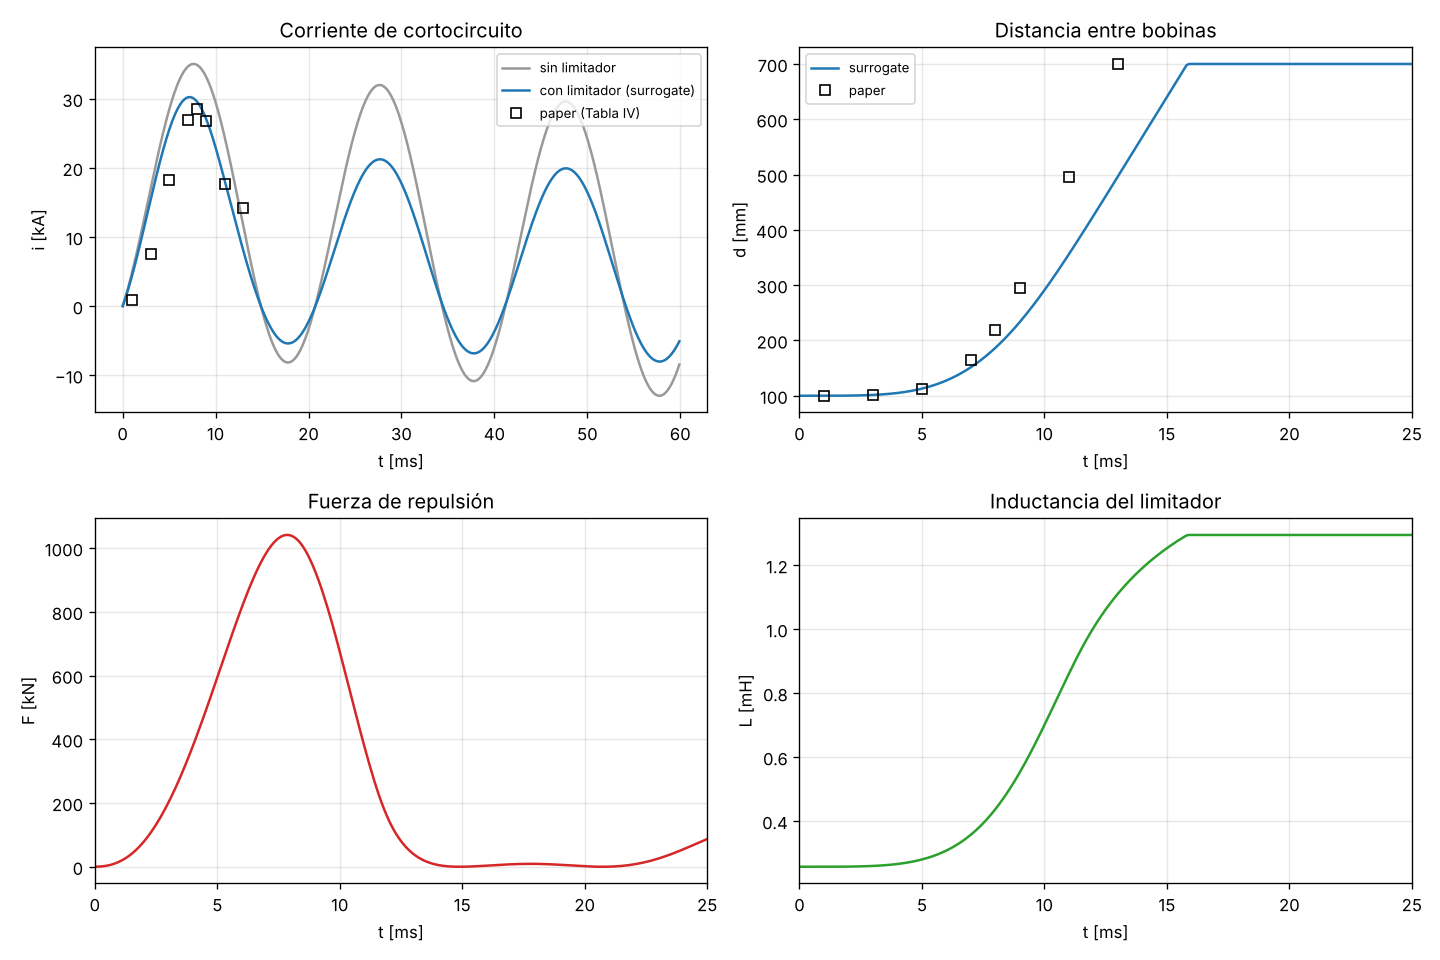 Corriente de cortocircuito
sin limitador
con limitador (surrogate)
paper (Tabla IV)
i [kA]
30
20
10
0
−10
0 10 20 30 40 50 60
t [ms]
Distancia entre bobinas
surrogate
paper
d [mm]
700
600
500
400
300
200
100
0 5 10 15 20 25
t [ms]
Fuerza de repulsión
F [kN]
1000
800
600
400
200
0
0 5 10 15 20 25
t [ms]
Inductancia del limitador
L [mH]
1.2
1.0
0.8
0.6
0.4
0 5 10 15 20 25
t [ms]